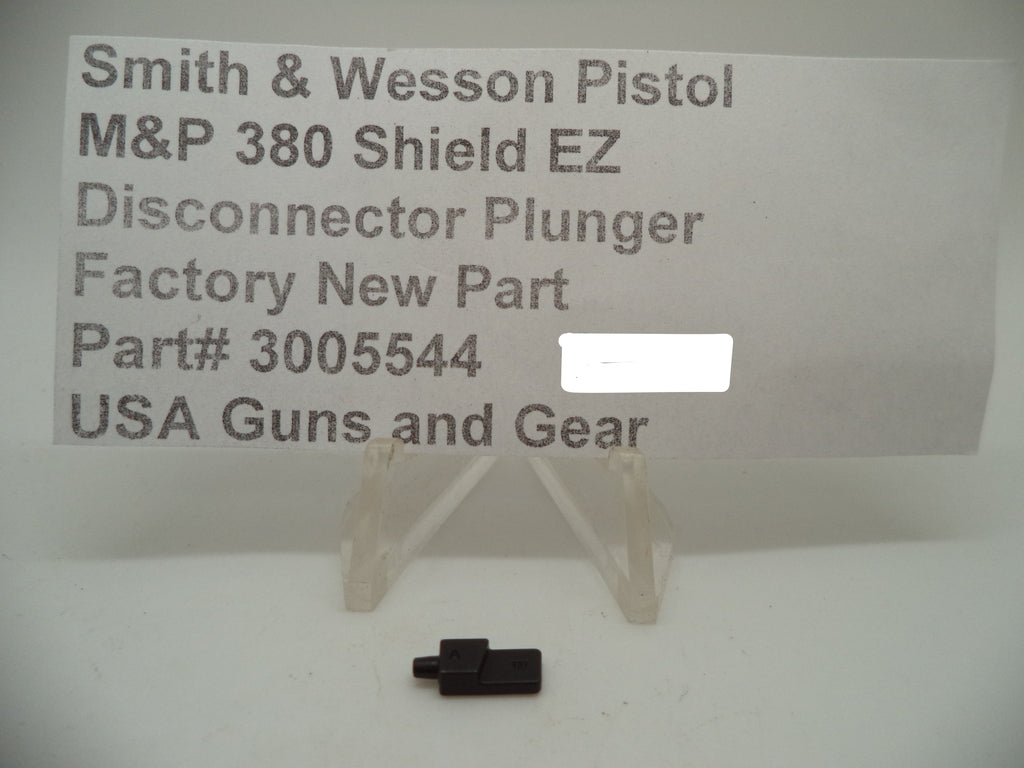 Smith & Wesson Pistol
M&P 380 Shield EZ
Disconnector Plunger
Factory New Part
Part# 3005544
USA Guns and Gear
A